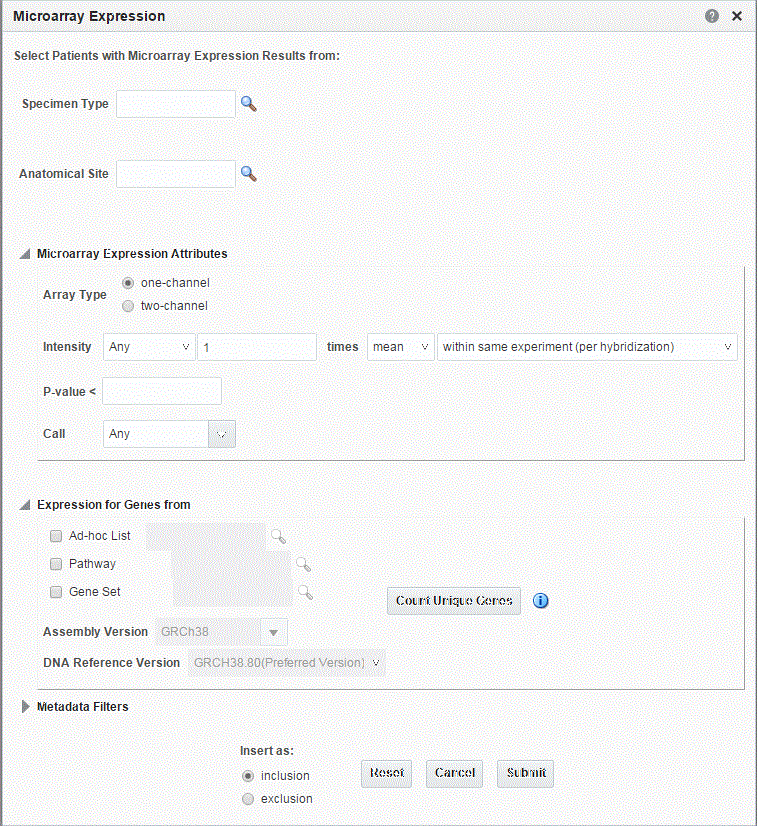 Microarray Expression
Select Patients with Microarray Expression Results from:
Specimen Type
Anatomical Site
Microarray Expression Attributes
Array Type
one-channel
two-channel
Intensity Any 1 times mean within same experiment (per hybridization)
P-value <
Call Any
Expression for Genes from
Ad-hoc List
Pathway
Gene Set
Count Unique Genes
Assembly Version GRCh38
DNA Reference Version GRCH38.80(Preferred Version)
Metadata Filters
Insert as:
inclusion
exclusion
Reset Cancel Submit